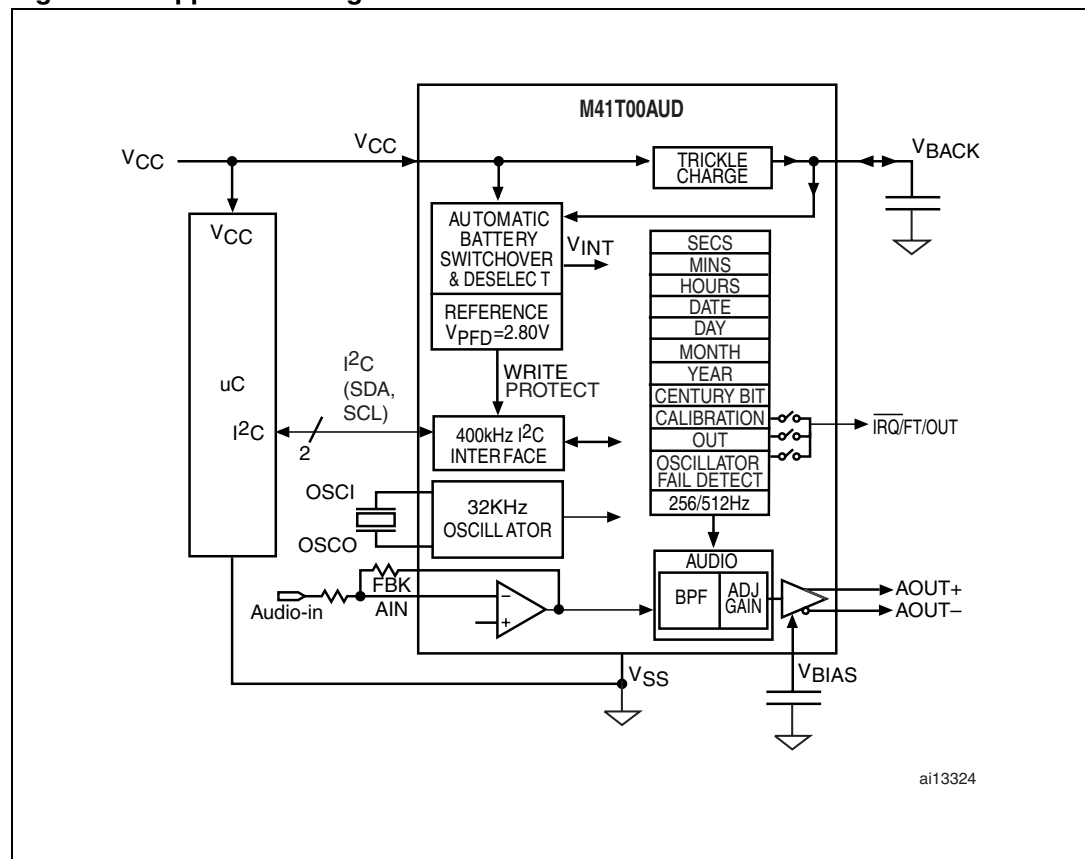 M41T00AUD
VCC
VCC
TRICKLE
CHARGE
VBACK
VCC
AUTOMATIC
BATTERY
SWITCHOVER
& DESELEC T
VINT
REFERENCE
VPFD=2.80V
SECS
MINS
HOURS
DATE
DAY
MONTH
YEAR
CENTURY BIT
CALIBRATION
OUT
OSCILLATOR
FAIL DETECT
256/512Hz
IRQ/FT/OUT
WRITE
PROTECT
uC
I2C
(SDA,
SCL)
I2C
2
400kHz I2C
INTERFACE
OSCI
OSCO
32KHz
OSCILLATOR
AUDIO
BPF
ADJ
GAIN
AOUT+
AOUT–
FBK
AIN
Audio-in
–
+
VSS
VBIAS
ai13324